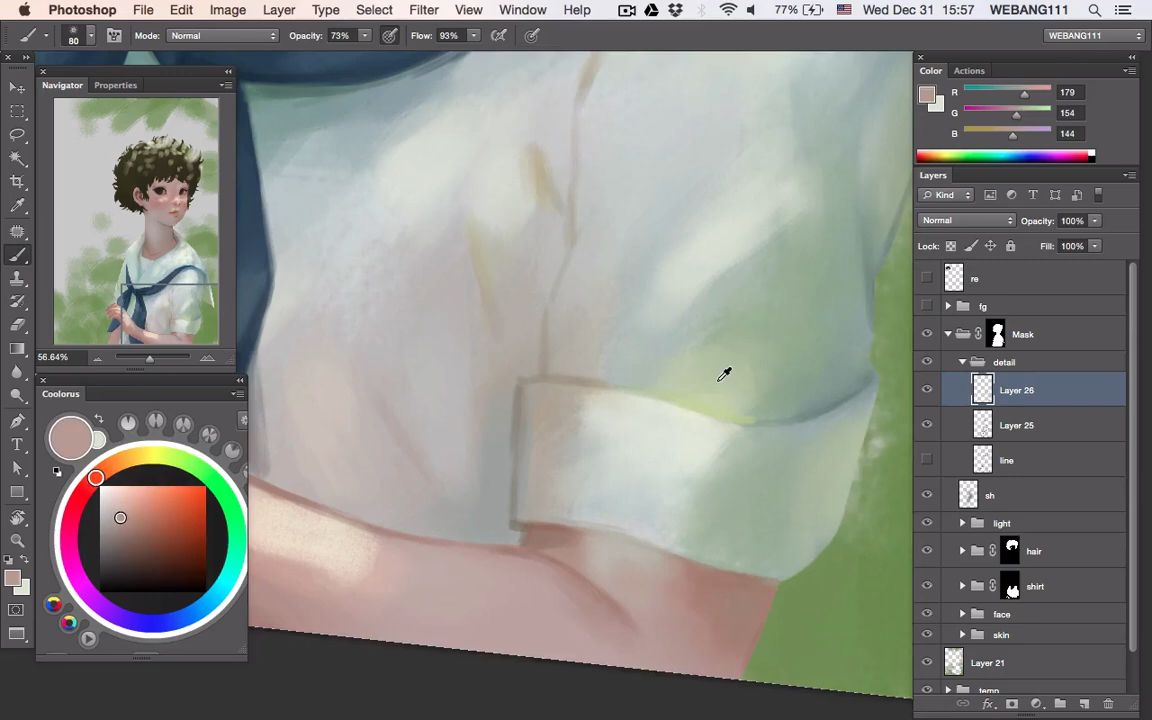 Photoshop File Edit Image Layer Type Select Filter View Window Help 77% Wed Dec 31 15:57 WEBANG111
80 Mode: Normal Opacity: 73% Flow: 93% WEBANG111
Navigator Properties
56.64%
Coolorus
Color Actions
R 179
G 154
B 144
Layers
Kind
Normal Opacity: 100%
Lock: Fill: 100%
re
fg
Mask
detail
Layer 26
Layer 25
line
sh
light
hair
shirt
face
skin
Layer 21
temp